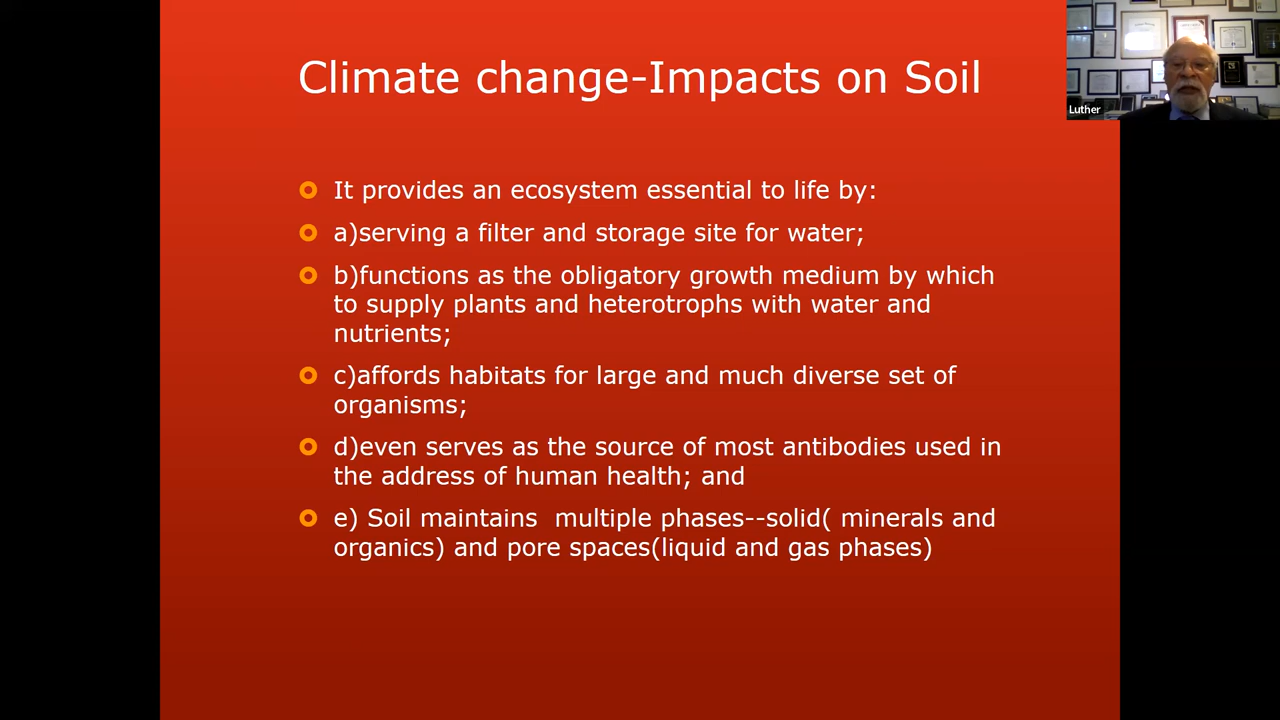 Climate change-Impacts on Soil
Luther
It provides an ecosystem essential to life by:
a)serving a filter and storage site for water;
b)functions as the obligatory growth medium by which
to supply plants and heterotrophs with water and
nutrients;
c)affords habitats for large and much diverse set of
organisms;
d)even serves as the source of most antibodies used in
the address of human health; and
e) Soil maintains  multiple phases--solid( minerals and
organics) and pore spaces(liquid and gas phases)